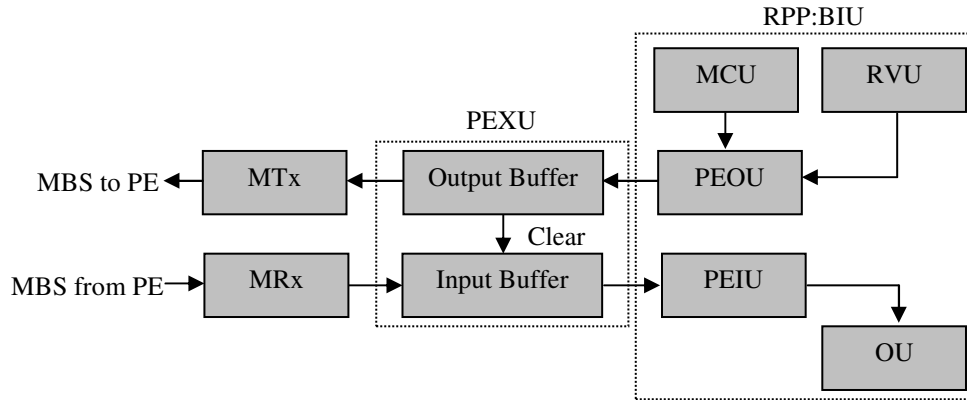 RPP:BIU
MCU
RVU
PEXU
MBS to PE
MTx
Output Buffer
PEOU
Clear
MBS from PE
MRx
Input Buffer
PEIU
OU